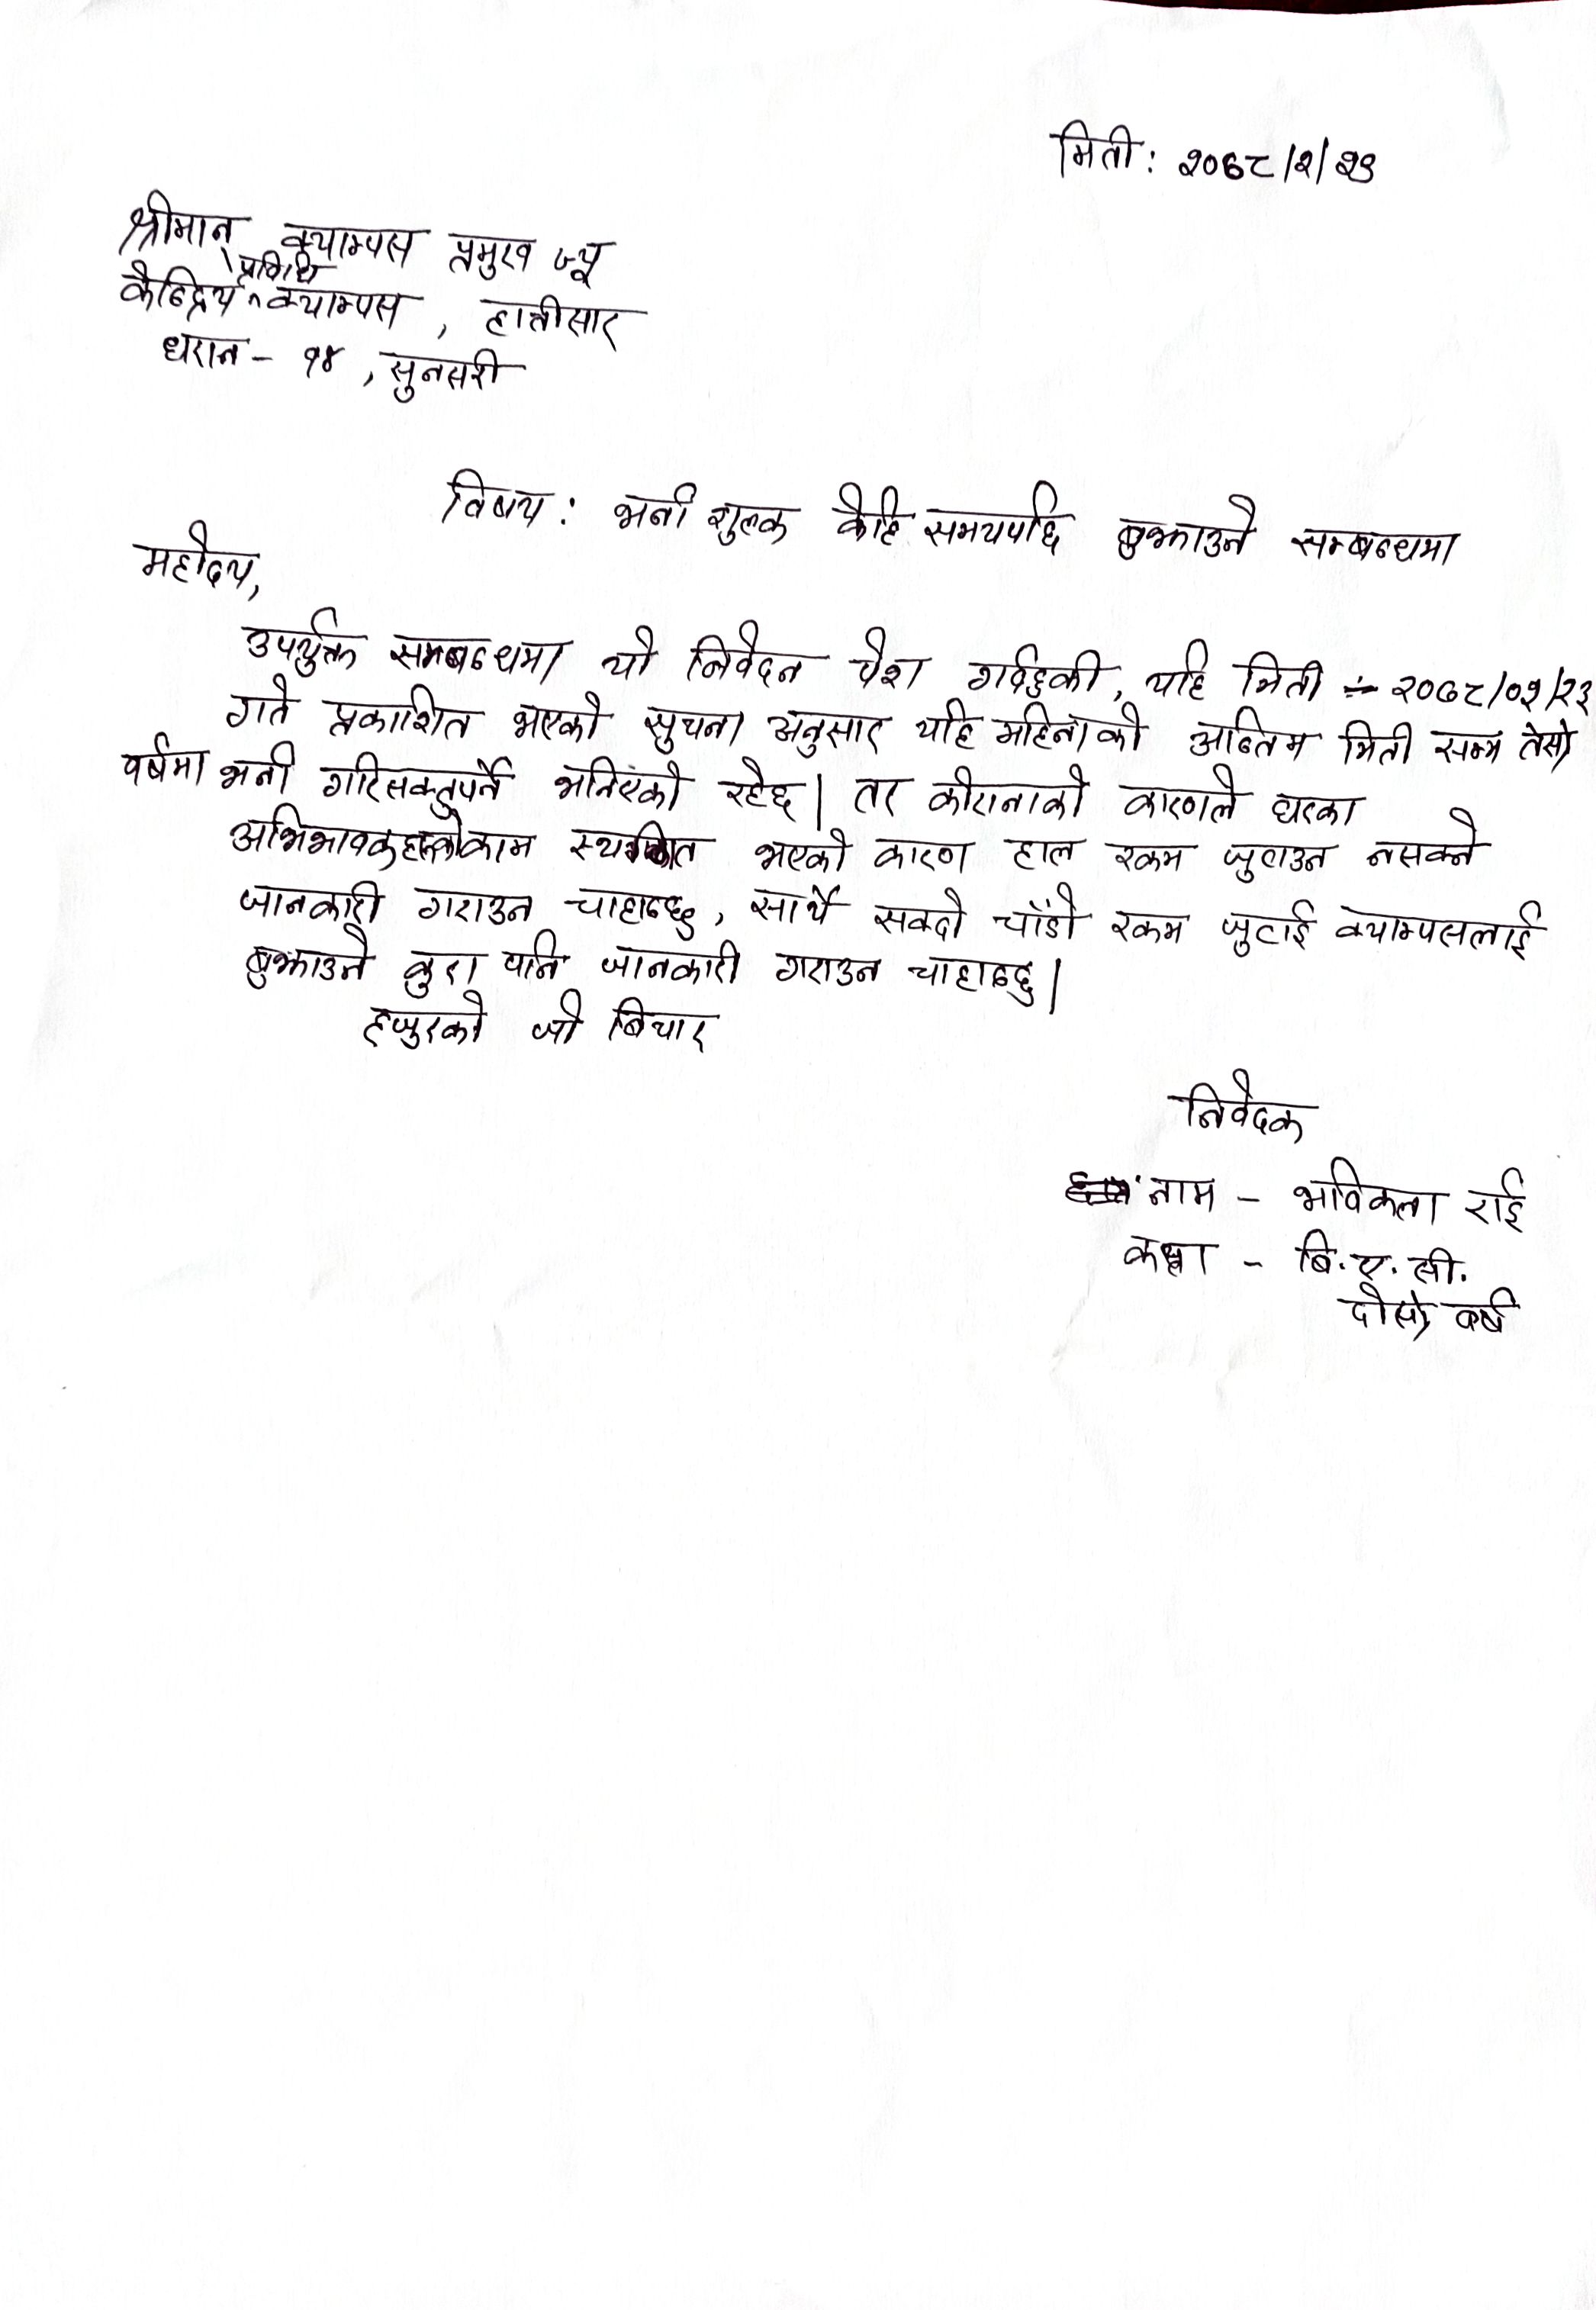 मिती: २०७८/२/२३
श्रीमान् क्याम्पस प्रमुख ज्यू
प्रविधि
केन्द्रिय क्याम्पस, हात्तीसार
धरान - १४, सुनसरी
विषय: भर्ना शुल्क केहि समयपछि बुझाउने सम्बन्धमा
महोदय,
उपर्युक्त सम्बन्धमा यो निवेदन पेश गर्दछुकी, यहि मिती २०७८/०२/२३
गते प्रकाशित भएको सुचना अनुसार यहि महिनाको अन्तिम मिती सम्म तेस्रो
वर्षमा भर्ना गरिसक्नुपर्ने भनिएको रहेछ। तर कोरानाको कारणले घरका
अभिभावकहरुको काम स्थगित भएको कारण हाल रकम जुटाउन नसक्ने
जानकारी गराउन चाहान्छु, साथै सक्दो चाँडो रकम जुटाई क्याम्पसलाई
बुझाउने कुरा पनि जानकारी गराउन चाहान्छु।
हजुरको जो बिचार
निवेदक
नाम - भविकला राई
कक्षा - बि.ए.सी.
दोस्रो वर्ष